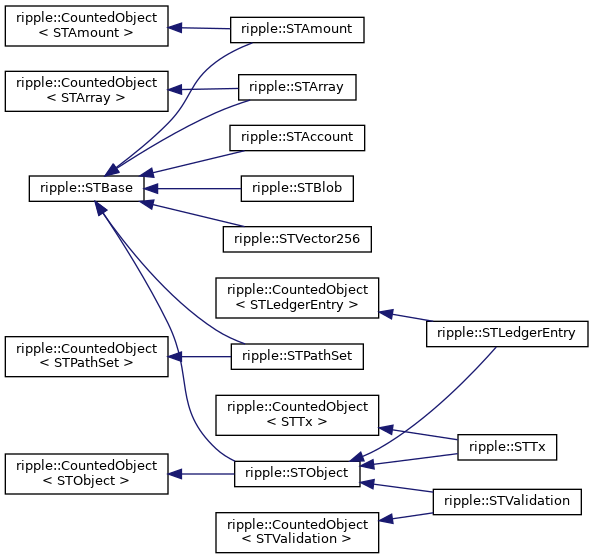 ripple::CountedObject
< STAmount >
ripple::STAmount
ripple::CountedObject
< STArray >
ripple::STArray
ripple::STAccount
ripple::STBase
ripple::STBlob
ripple::STVector256
ripple::CountedObject
< STLedgerEntry >
ripple::STLedgerEntry
ripple::CountedObject
< STPathSet >
ripple::STPathSet
ripple::CountedObject
< STTx >
ripple::STTx
ripple::CountedObject
< STObject >
ripple::STObject
ripple::STValidation
ripple::CountedObject
< STValidation >